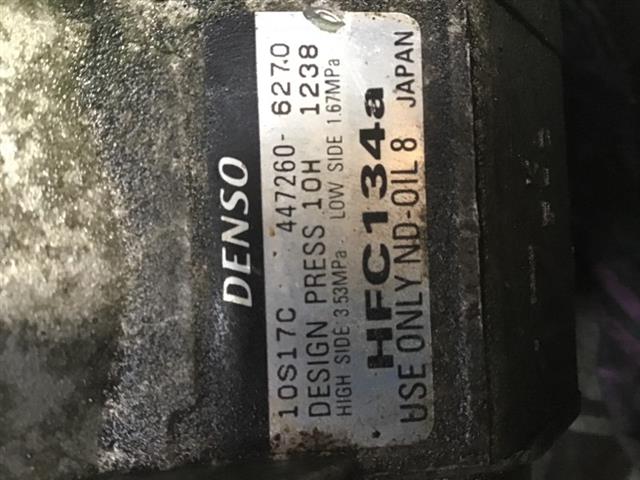 DENSO
10S17C 447260-6270
DESIGN PRESS 10H 1238
HIGH SIDE 3.53MPa· LOW SIDE 1.67MPa
HFC134a
USE ONLY ND-OIL 8 JAPAN